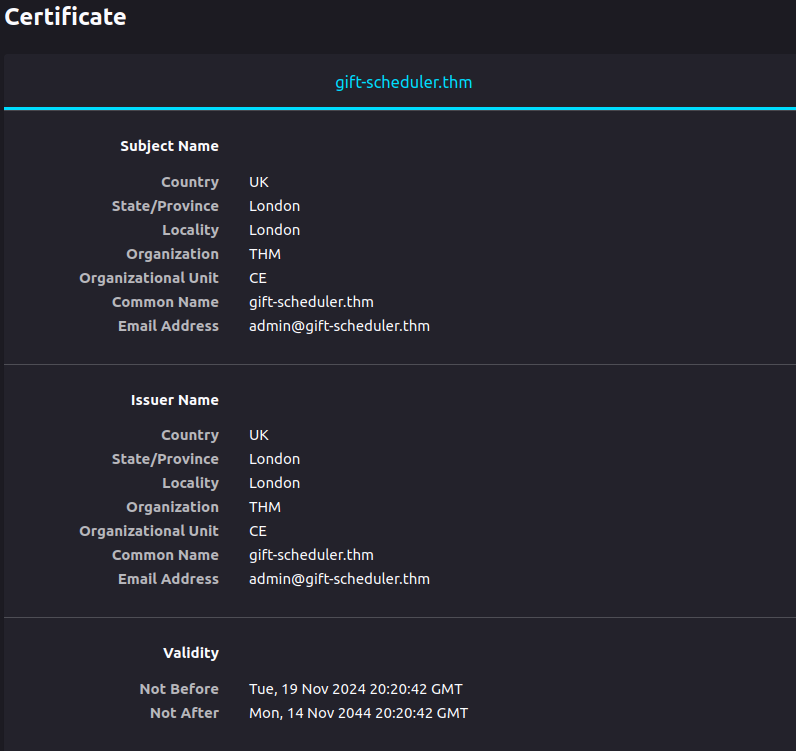 Certificate
gift-scheduler.thm
Subject Name
Country UK
State/Province London
Locality London
Organization THM
Organizational Unit CE
Common Name gift-scheduler.thm
Email Address admin@gift-scheduler.thm
Issuer Name
Country UK
State/Province London
Locality London
Organization THM
Organizational Unit CE
Common Name gift-scheduler.thm
Email Address admin@gift-scheduler.thm
Validity
Not Before Tue, 19 Nov 2024 20:20:42 GMT
Not After Mon, 14 Nov 2044 20:20:42 GMT